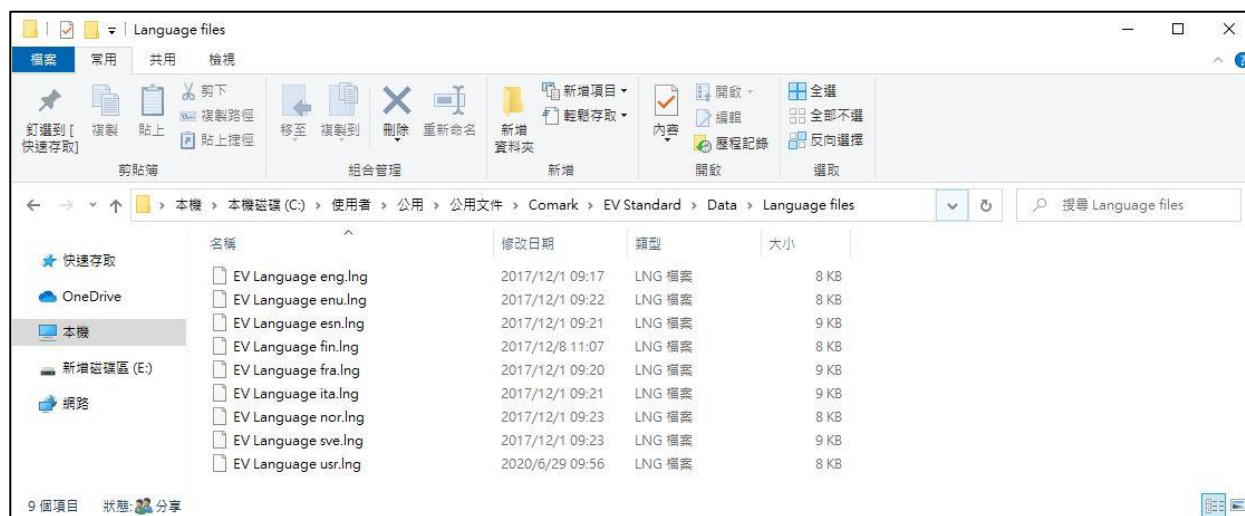 Language files
檔案 常用 共用 檢視
釘選到 [快速存取]
複製
貼上
剪下
複製路徑
貼上捷徑
剪貼簿
移至
複製到
刪除
重新命名
組合管理
新增資料夾
新增項目
輕鬆存取
新增
內容
開啟
編輯
歷程記錄
開啟
全選
全部不選
反向選擇
選取
本機 › 本機磁碟 (C:) › 使用者 › 公用 › 公用文件 › Comark › EV Standard › Data › Language files
搜尋 Language files
快速存取
OneDrive
本機
新增磁碟區 (E:)
網路
名稱 修改日期 類型 大小
EV Language eng.lng 2017/12/1 09:17 LNG 檔案 8 KB
EV Language enu.lng 2017/12/1 09:22 LNG 檔案 8 KB
EV Language esn.lng 2017/12/1 09:21 LNG 檔案 9 KB
EV Language fin.lng 2017/12/8 11:07 LNG 檔案 8 KB
EV Language fra.lng 2017/12/1 09:20 LNG 檔案 9 KB
EV Language ita.lng 2017/12/1 09:21 LNG 檔案 9 KB
EV Language nor.lng 2017/12/1 09:23 LNG 檔案 8 KB
EV Language sve.lng 2017/12/1 09:23 LNG 檔案 9 KB
EV Language usr.lng 2020/6/29 09:56 LNG 檔案 8 KB
9 個項目 狀態: 分享